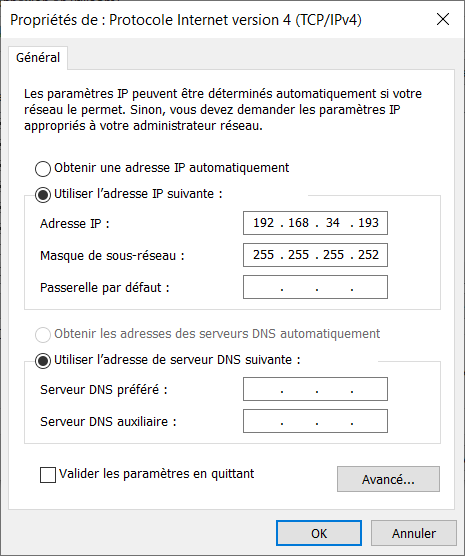 Propriétés de : Protocole Internet version 4 (TCP/IPv4)
Général
Les paramètres IP peuvent être déterminés automatiquement si votre
réseau le permet. Sinon, vous devez demander les paramètres IP
appropriés à votre administrateur réseau.
Obtenir une adresse IP automatiquement
Utiliser l’adresse IP suivante :
Adresse IP : 192 . 168 . 34 . 193
Masque de sous-réseau : 255 . 255 . 255 . 252
Passerelle par défaut : . . .
Obtenir les adresses des serveurs DNS automatiquement
Utiliser l’adresse de serveur DNS suivante :
Serveur DNS préféré : . . .
Serveur DNS auxiliaire : . . .
Valider les paramètres en quittant
Avancé...
OK Annuler